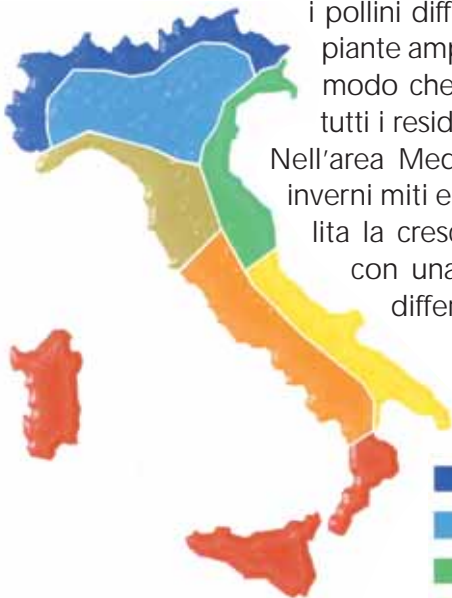 i pollini diff
piante amp
modo che
tutti i resid
Nell'area Med
inverni miti e
lita la cresc
con una
differ